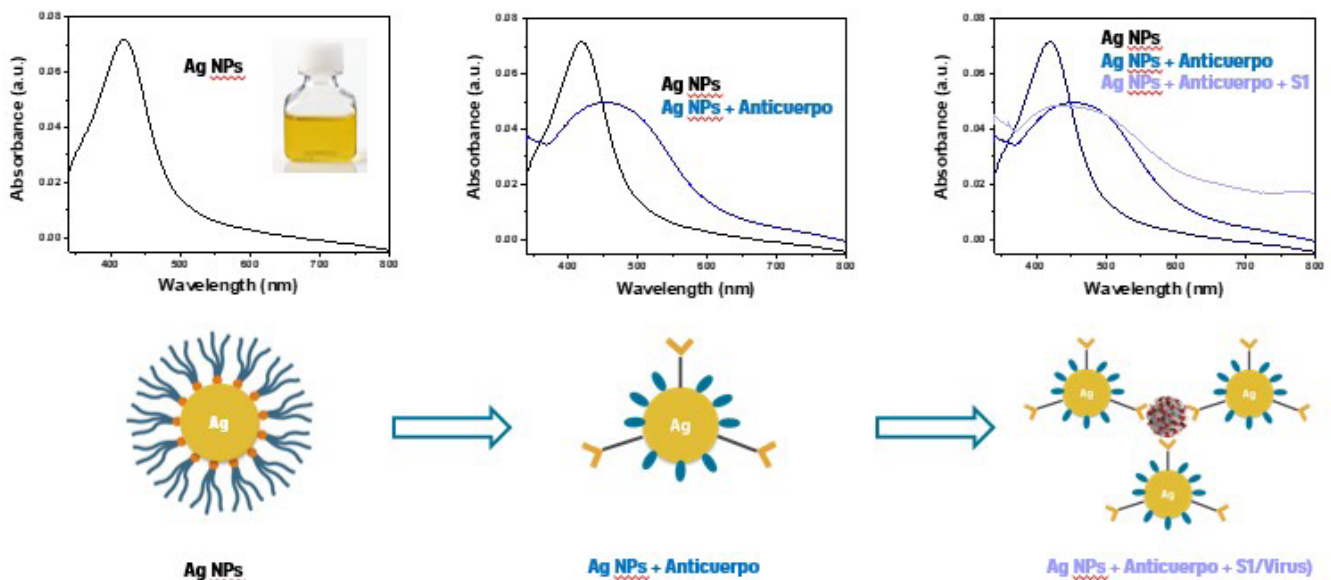 0.08
0.06
0.04
0.02
0.00
Absorbance (a.u.)
Ag NPs
400 500 600 700 800
Wavelength (nm)
0.08
0.06
0.04
0.02
0.00
Absorbance (a.u.)
Ag NPs
Ag NPs + Anticuerpo
400 500 600 700 800
Wavelength (nm)
0.08
0.06
0.04
0.02
0.00
Absorbance (a.u.)
Ag NPs
Ag NPs + Anticuerpo
Ag NPs + Anticuerpo + S1
400 500 600 700 800
Wavelength (nm)
Ag
Ag
Ag
Ag
Ag
Ag NPs
Ag NPs + Anticuerpo
Ag NPs + Anticuerpo + S1/Virus)